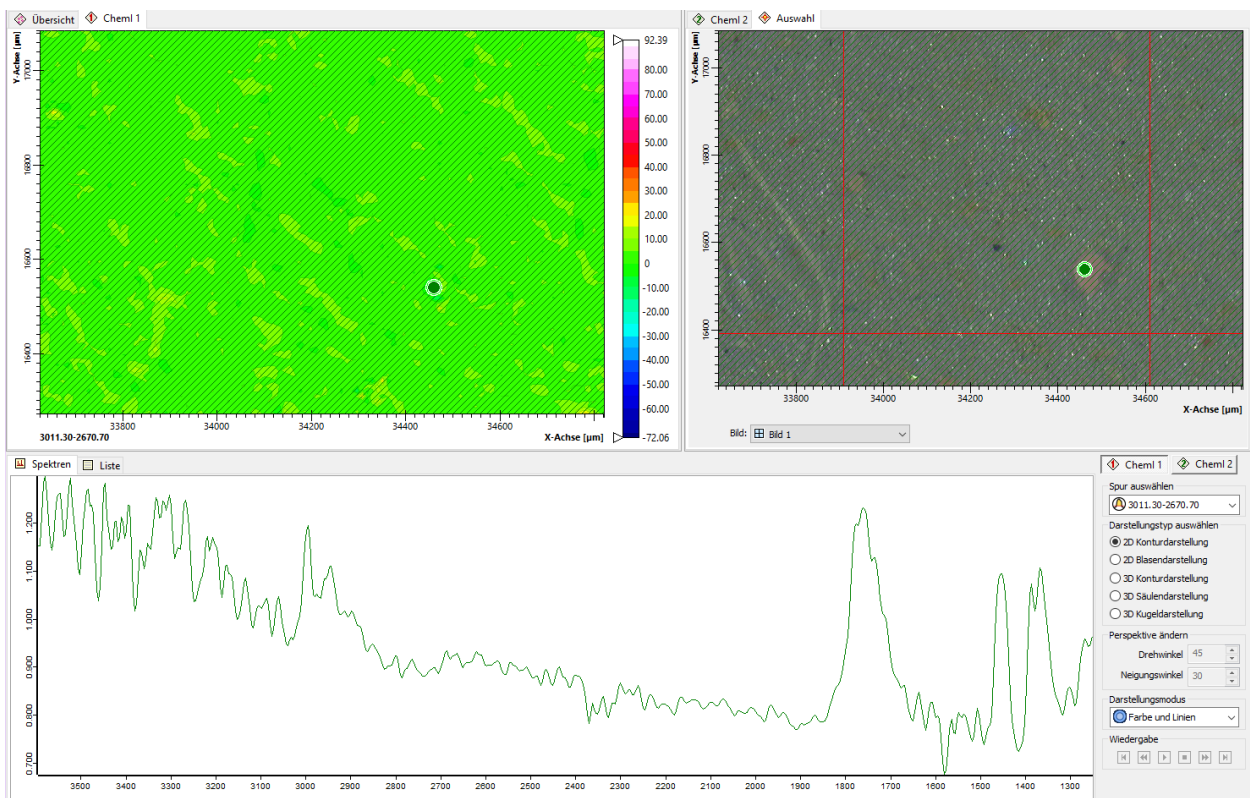 Übersicht
ChemI 1
Y-Achse [µm]
17000
16800
16600
16400
33800
34000
34200
34400
34600
X-Achse [µm]
3011.30-2670.70
92.39
80.00
70.00
60.00
50.00
40.00
30.00
20.00
10.00
0
-10.00
-20.00
-30.00
-40.00
-50.00
-60.00
-72.06
ChemI 2
Auswahl
Y-Achse [µm]
17000
16800
16600
16400
33800
34000
34200
34400
34600
X-Achse [µm]
Bild: Bild 1
Spektren
Liste
1.200
1.100
1.000
0.900
0.800
0.700
3500
3400
3300
3200
3100
3000
2900
2800
2700
2600
2500
2400
2300
2200
2100
2000
1900
1800
1700
1600
1500
1400
1300
ChemI 1
ChemI 2
Spur auswählen
3011.30-2670.70
Darstellungstyp auswählen
2D Konturdarstellung
2D Blasendarstellung
3D Konturdarstellung
3D Säulendarstellung
3D Kugeldarstellung
Perspektive ändern
Drehwinkel 45
Neigungswinkel 30
Darstellungsmodus
Farbe und Linien
Wiedergabe